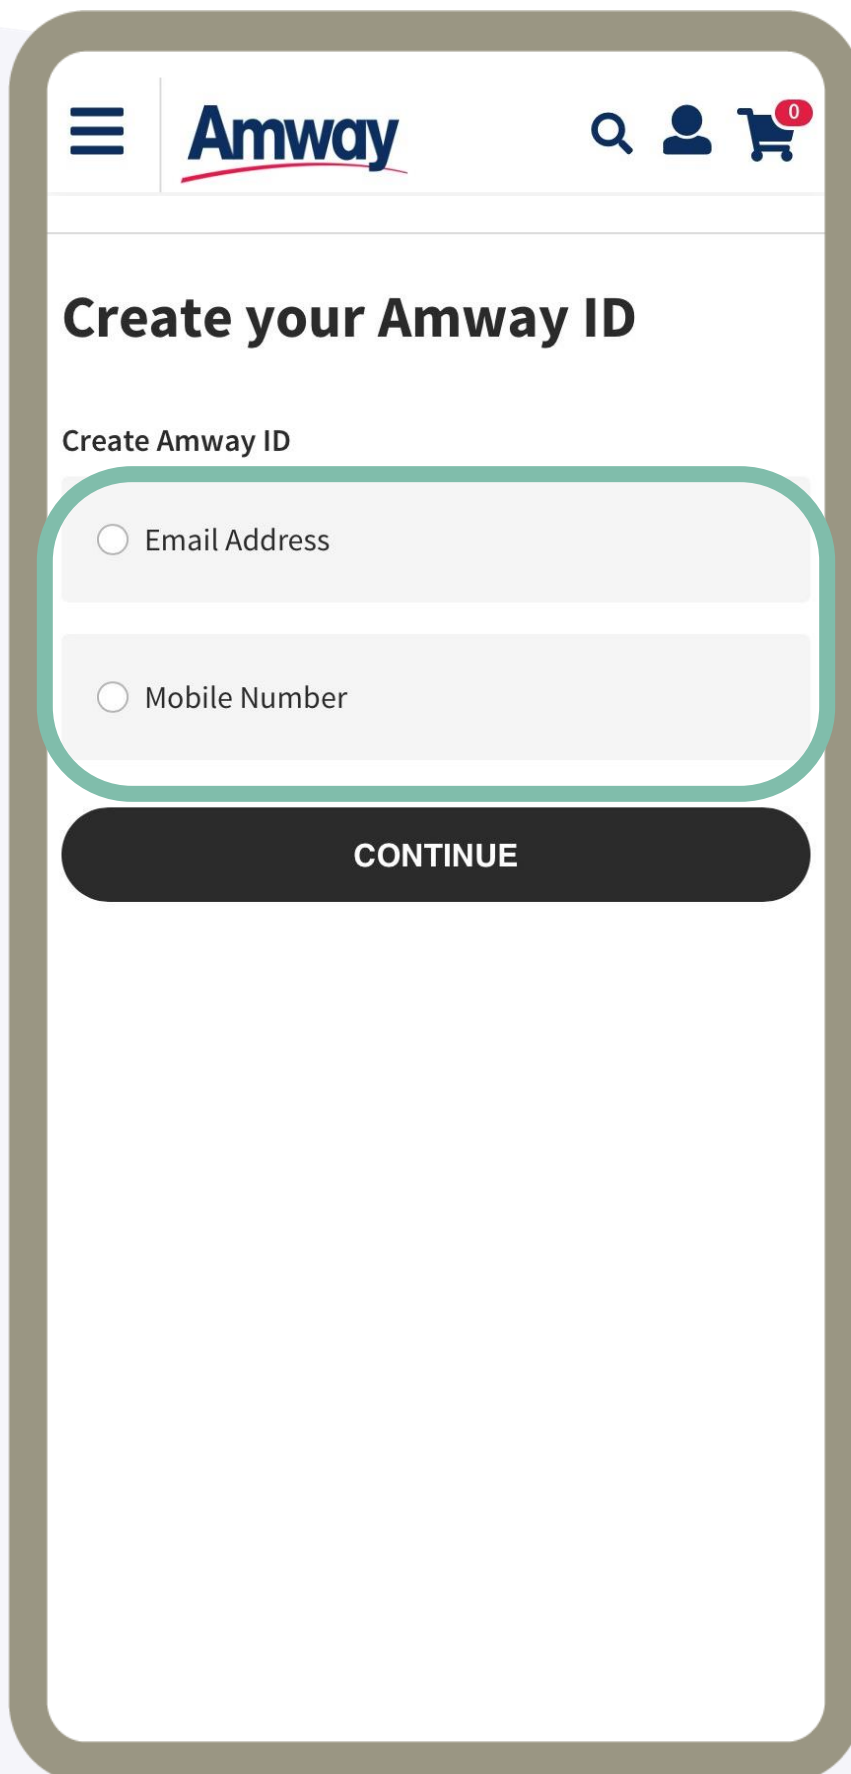 Amway
0
Create your Amway ID
Create Amway ID
Email Address
Mobile Number
CONTINUE